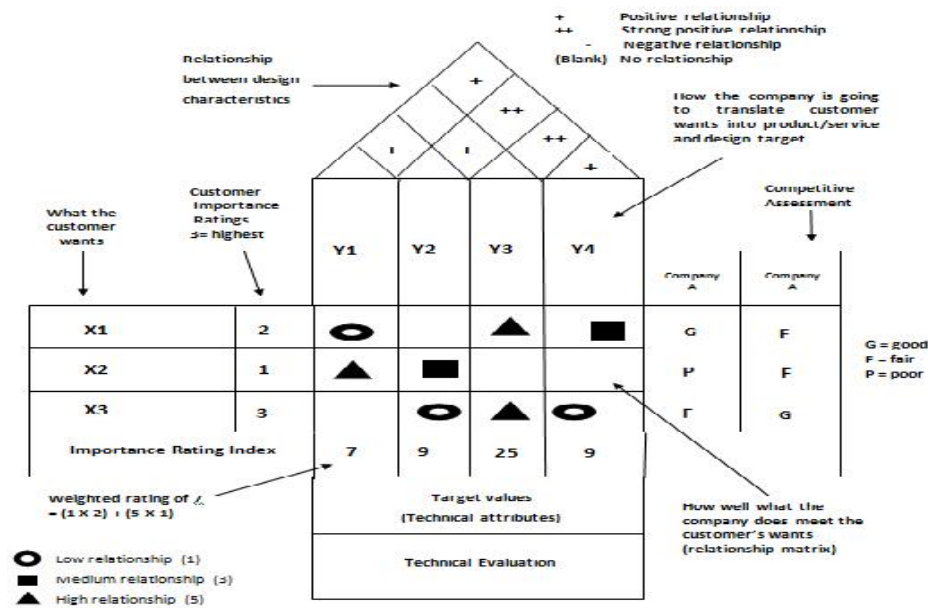 + Positive relationship
++ Strong positive relationship
- Negative relationship
(Blank) No relationship
Relationship
between design
characteristics
How the company is going
to translate customer
wants into product/service
and design target
+
++
++
+
Customer
Importance
Ratings
= highest
What the
customer
wants
Competitive
Assessment
Y1 Y2 Y3 Y4
Company
A
Company
A
X1 2 G F
X2 1 P F
X3 3 G
G = good
F = fair
P = poor
Importance Rating Index 7 9 25 9
Weighted rating of
= (1 X 2) (5 X 1)
Target values
(Technical attributes)
How well what the
company does meet the
customer's wants
(relationship matrix)
Technical Evaluation
Low relationship (1)
Medium relationship (3)
High relationship (5)